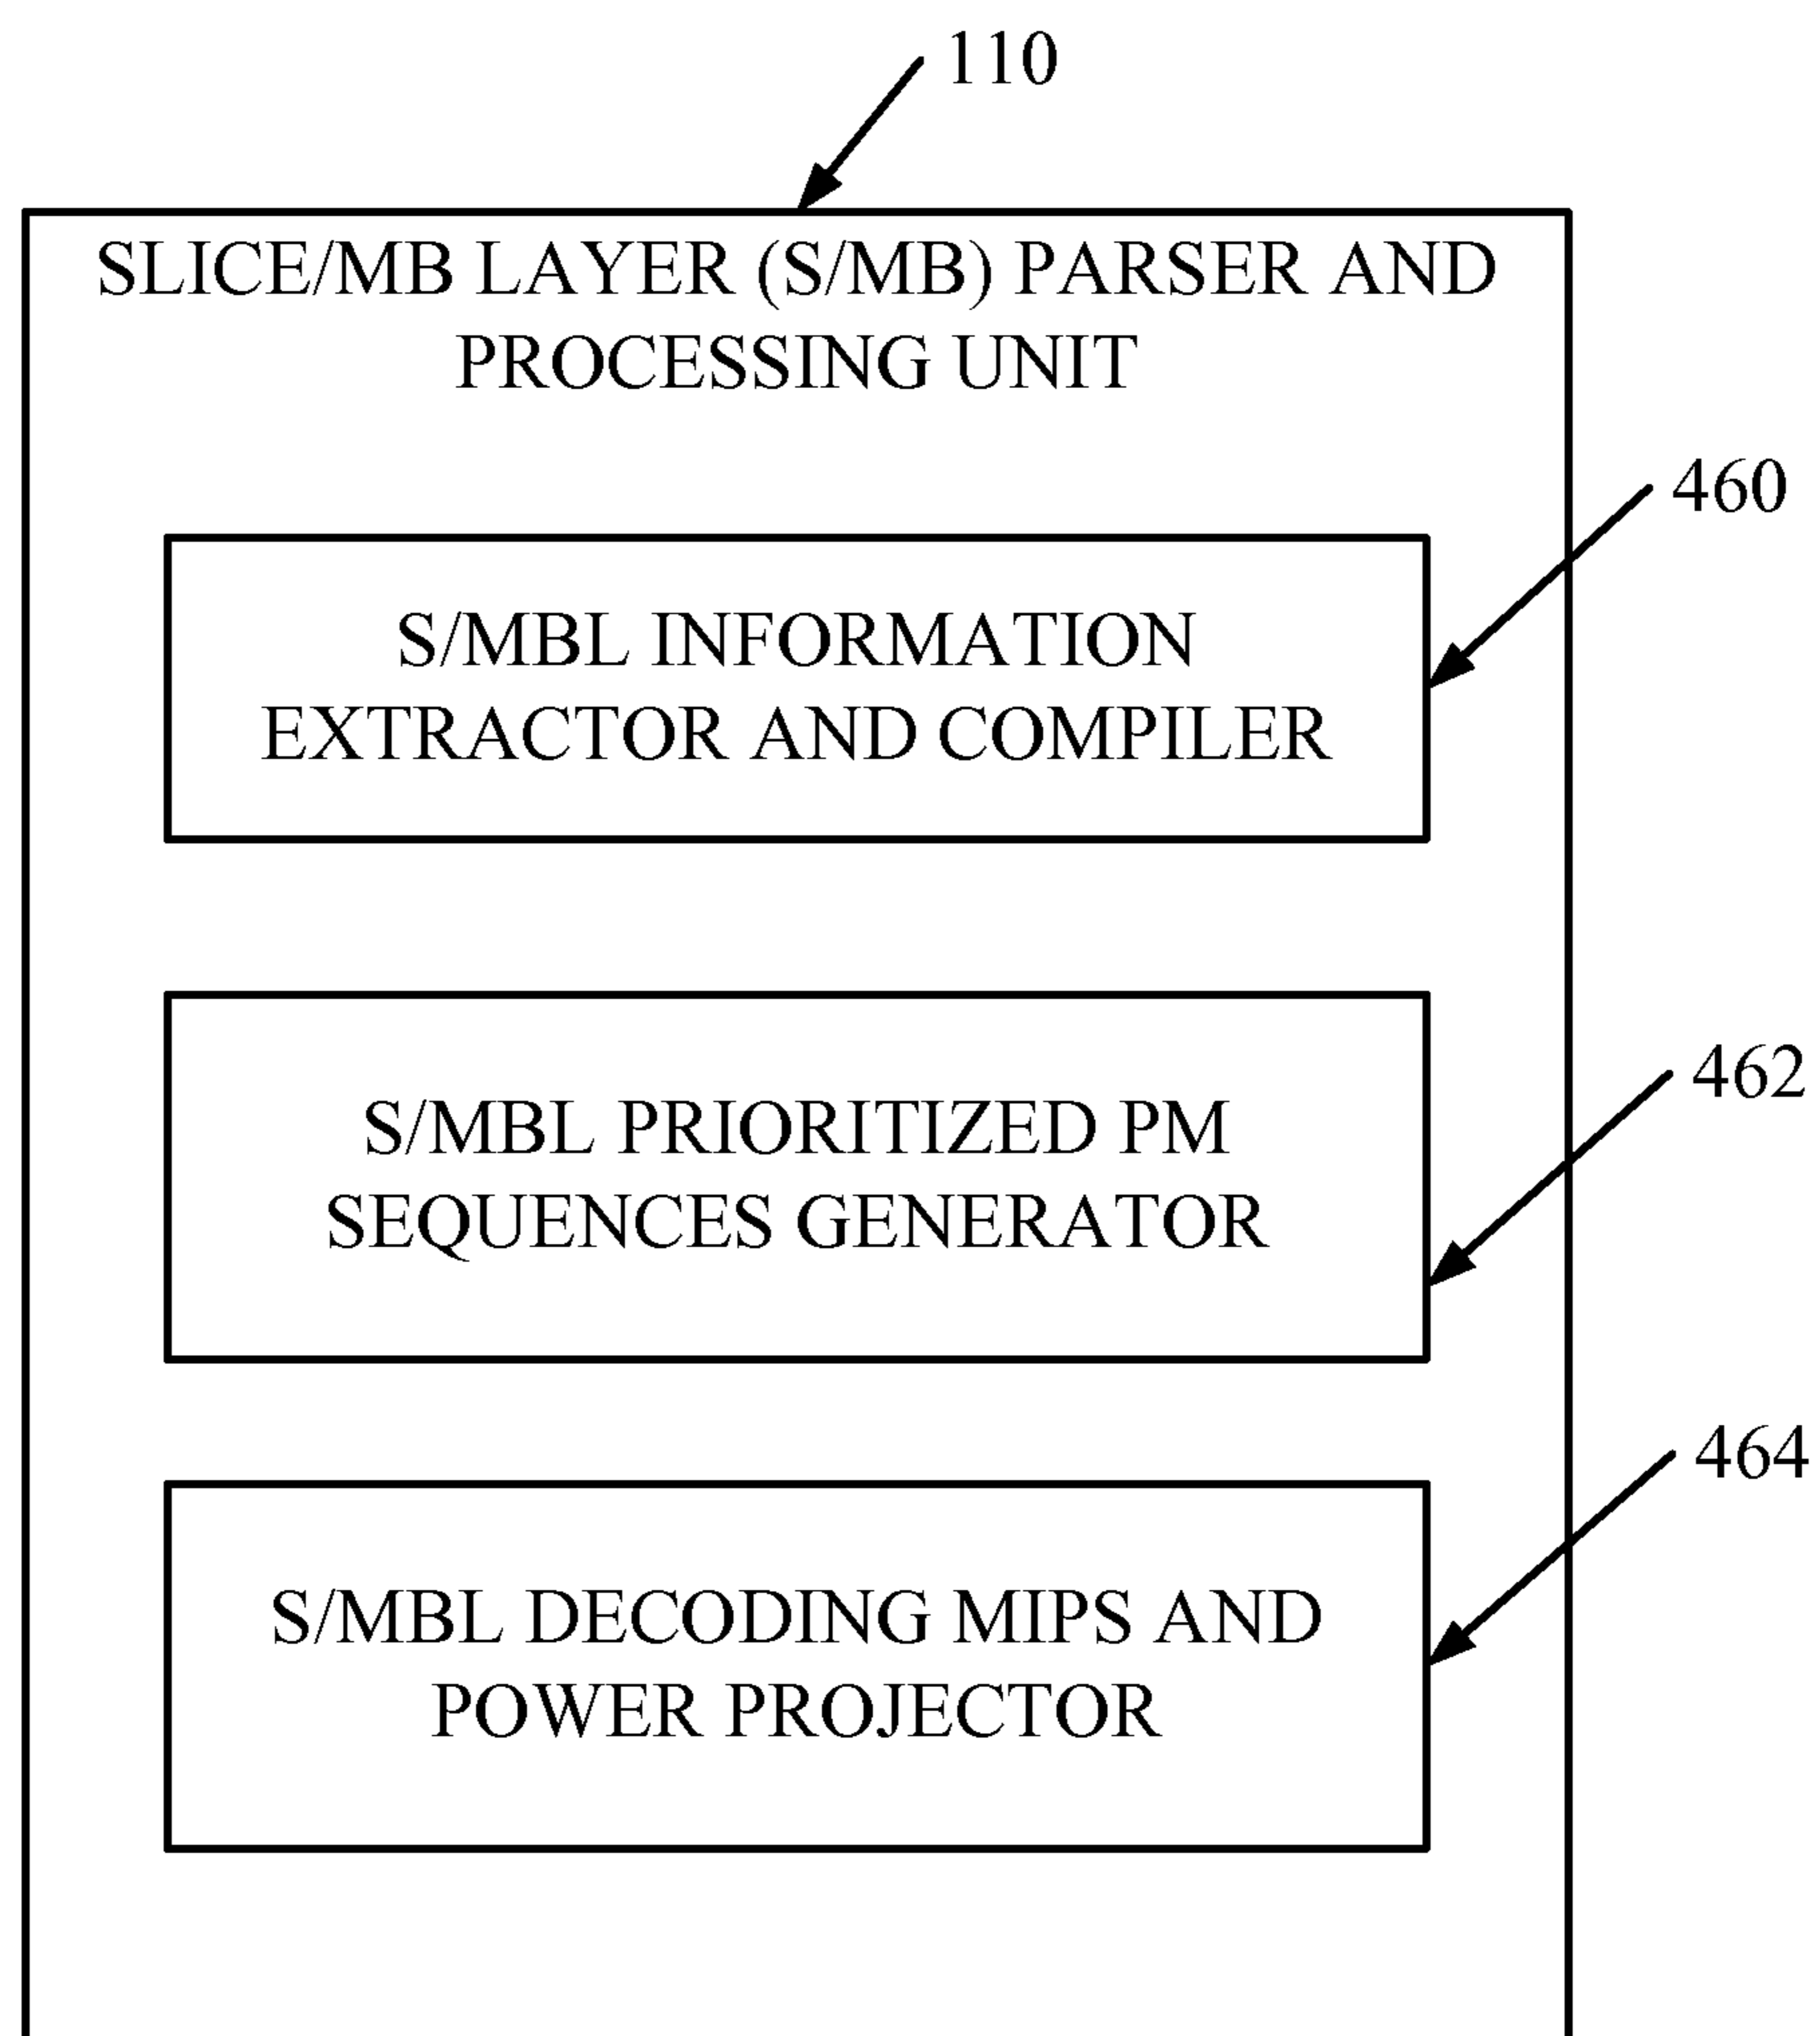 110
SLICE/MB LAYER (S/MB) PARSER AND
PROCESSING UNIT
460
S/MBL INFORMATION
EXTRACTOR AND COMPILER
462
S/MBL PRIORITIZED PM
SEQUENCES GENERATOR
464
S/MBL DECODING MIPS AND
POWER PROJECTOR